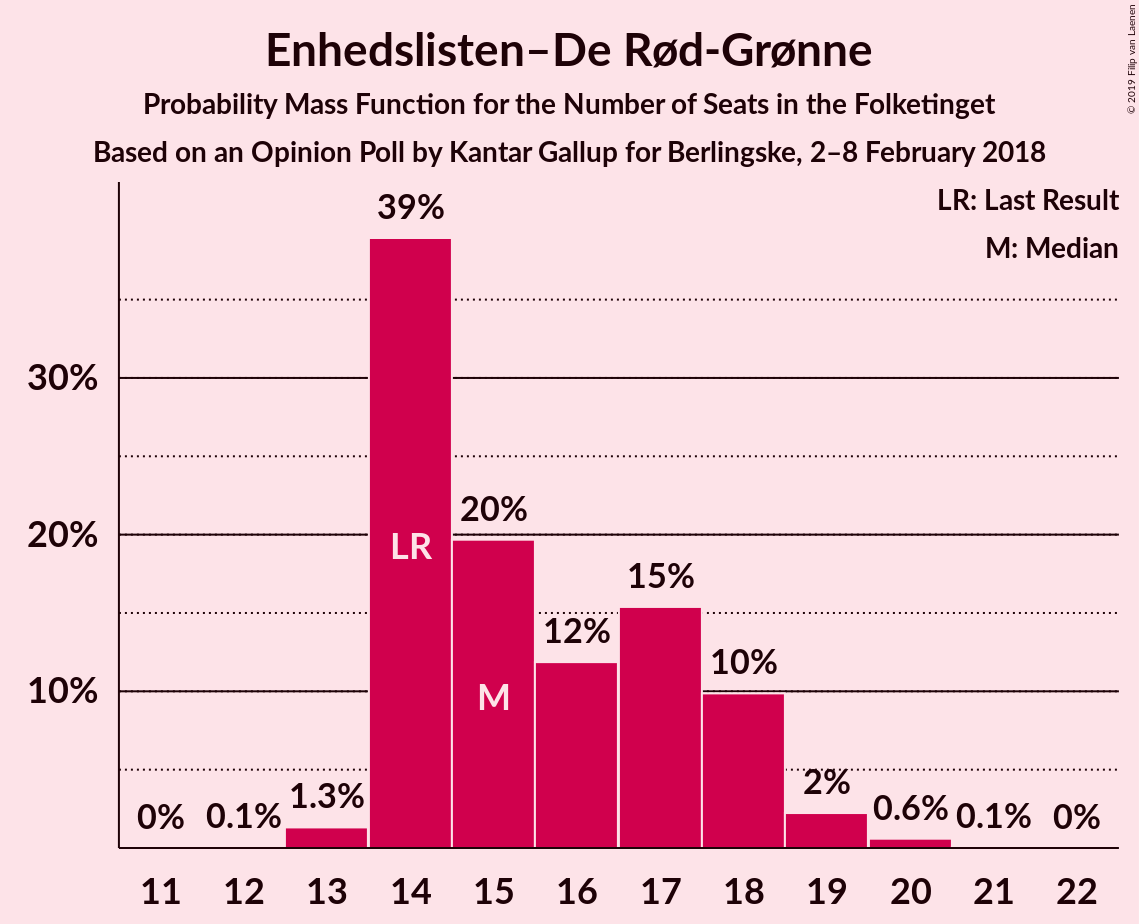 Enhedslisten–De Rød-Grønne
Probability Mass Function for the Number of Seats in the Folketinget
Based on an Opinion Poll by Kantar Gallup for Berlingske, 2–8 February 2018
© 2019 Filip van Laenen
LR: Last Result
M: Median
39%
30%
20%
20%
LR
15%
12%
10%
10%
M
0%
0.1%
1.3%
2%
0.6%
0.1%
0%
11 12 13 14 15 16 17 18 19 20 21 22